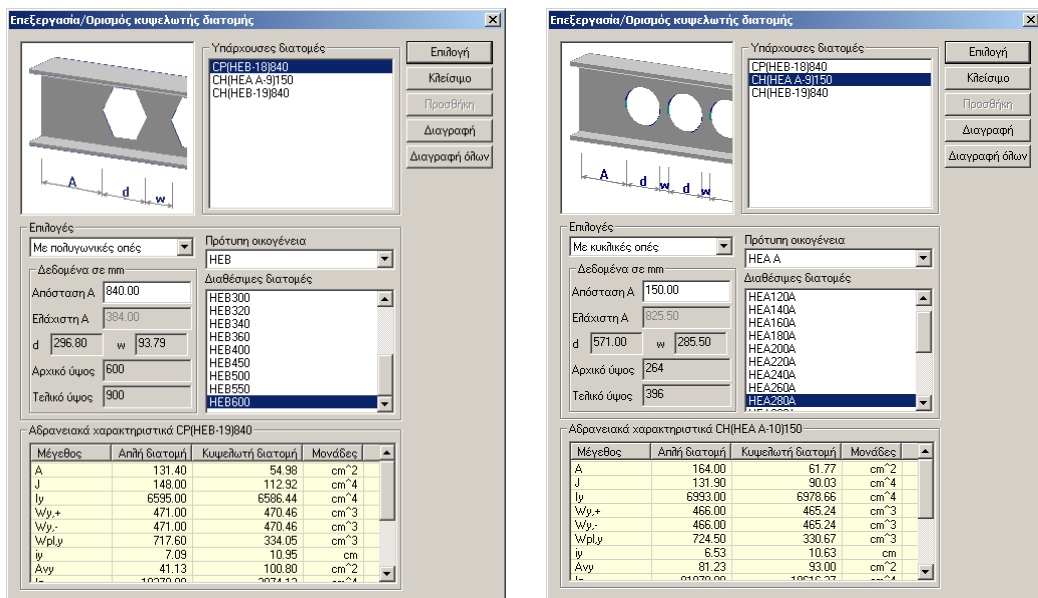 Επεξεργασία/Ορισμός κυψελωτής διατομής
A
d
w
Υπάρχουσες διατομές
CP(HEB-18)840
CH(HEA A-9)150
CH(HEB-19)840
Επιλογή
Κλείσιμο
Προσθήκη
Διαγραφή
Διαγραφή όλων
Επιλογές
Με πολυγωνικές οπές
Πρότυπη οικογένεια
HEB
Δεδομένα σε mm
Απόσταση A 840.00
Ελάχιστη A 384.00
d 296.80 w 93.79
Αρχικό ύψος 600
Τελικό ύψος 900
Διαθέσιμες διατομές
HEB300
HEB320
HEB340
HEB360
HEB400
HEB450
HEB500
HEB550
HEB600
Αδρανειακά χαρακτηριστικά CP(HEB-19)840
Μέγεθος Απλή διατομή Κυψελωτή διατομή Μονάδες
A 131.40 54.98 cm^2
J 148.00 112.92 cm^4
Iy 6595.00 6586.44 cm^4
Wy,+ 471.00 470.46 cm^3
Wy,- 471.00 470.46 cm^3
Wpl,y 717.60 334.05 cm^3
iy 7.09 10.95 cm
Avy 41.13 100.80 cm^2
Επεξεργασία/Ορισμός κυψελωτής διατομής
A
d
w
d
w
Υπάρχουσες διατομές
CP(HEB-18)840
CH(HEA A-9)150
CH(HEB-19)840
Επιλογή
Κλείσιμο
Προσθήκη
Διαγραφή
Διαγραφή όλων
Επιλογές
Με κυκλικές οπές
Πρότυπη οικογένεια
HEA A
Δεδομένα σε mm
Απόσταση A 150.00
Ελάχιστη A 825.50
d 571.00 w 285.50
Αρχικό ύψος 264
Τελικό ύψος 396
Διαθέσιμες διατομές
HEA120A
HEA140A
HEA160A
HEA180A
HEA200A
HEA220A
HEA240A
HEA260A
HEA280A
Αδρανειακά χαρακτηριστικά CH(HEA A-10)150
Μέγεθος Απλή διατομή Κυψελωτή διατομή Μονάδες
A 164.00 61.77 cm^2
J 131.90 90.03 cm^4
Iy 6993.00 6978.66 cm^4
Wy,+ 466.00 465.24 cm^3
Wy,- 466.00 465.24 cm^3
Wpl,y 724.50 330.67 cm^3
iy 6.53 10.63 cm
Avy 81.23 93.00 cm^2